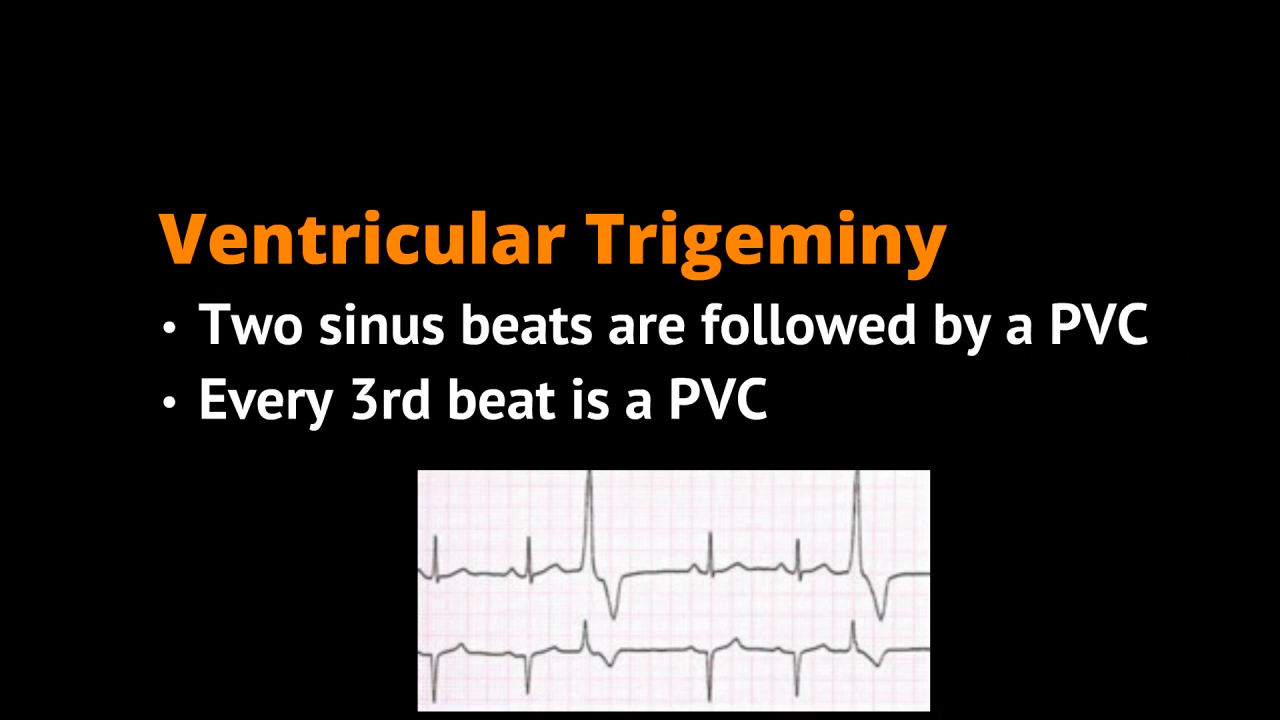 Ventricular Trigeminy
• Two sinus beats are followed by a PVC
• Every 3rd beat is a PVC